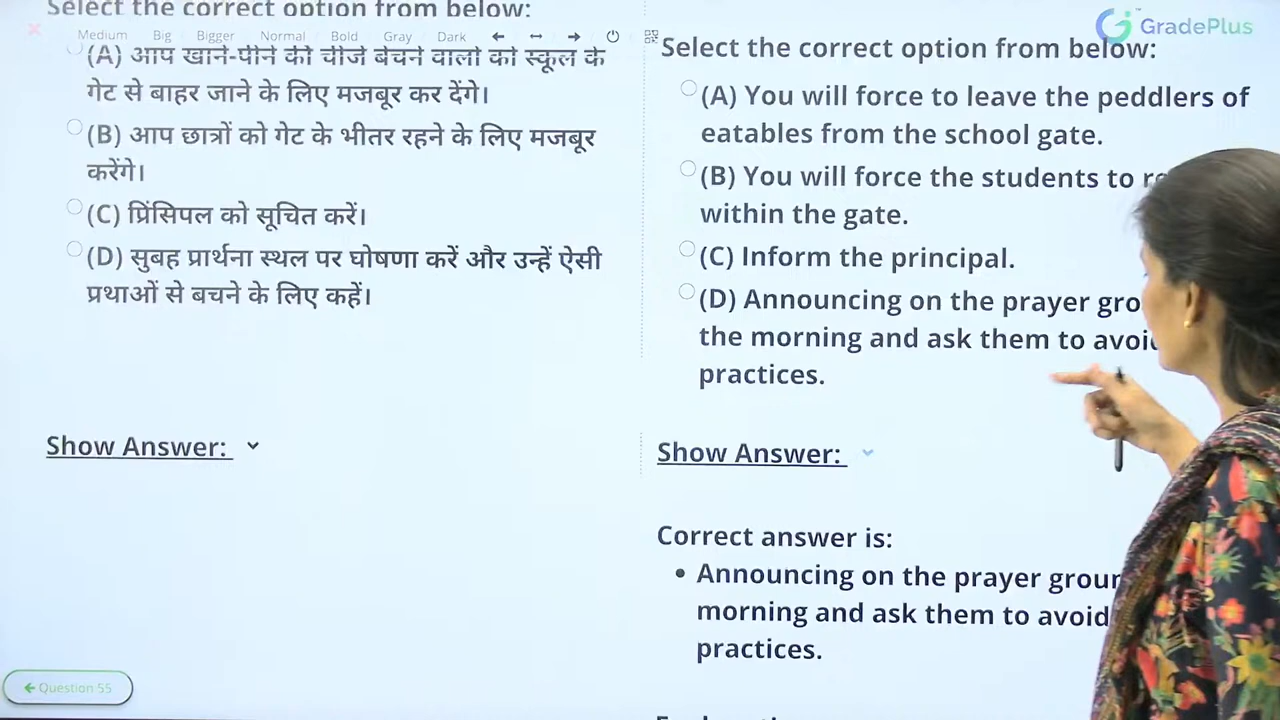 Select the correct option from below:
Medium Big Bigger Normal Bold Gray Dark
(A) आप खाने-पीने की चीजें बेचने वालों को स्कूल के
गेट से बाहर जाने के लिए मजबूर कर देंगे।
(B) आप छात्रों को गेट के भीतर रहने के लिए मजबूर
करेंगे।
(C) प्रिंसिपल को सूचित करें।
(D) सुबह प्रार्थना स्थल पर घोषणा करें और उन्हें ऐसी
प्रथाओं से बचने के लिए कहें।
Show Answer:
Question 55
GradePlus
Select the correct option from below:
(A) You will force to leave the peddlers of
eatables from the school gate.
(B) You will force the students to
within the gate.
(C) Inform the principal.
(D) Announcing on the prayer
the morning and ask them to
practices.
Show Answer:
Correct answer is:
• Announcing on the prayer
morning and ask them to avoid
practices.